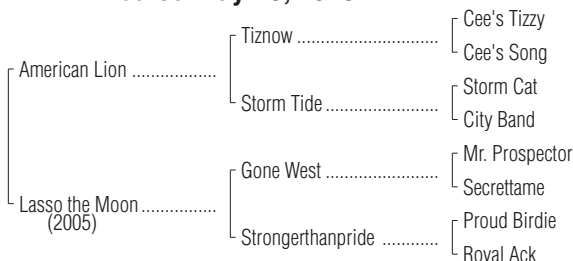 Cee's Tizzy
Tiznow ..................................
Cee's Song
American Lion .................
Storm Cat
Storm Tide ...........................
City Band
Mr. Prospector
Gone West ............................
Secrettame
Lasso the Moon ...............
(2005)
Proud Birdie
Strongerthanpride .............
Royal Ack